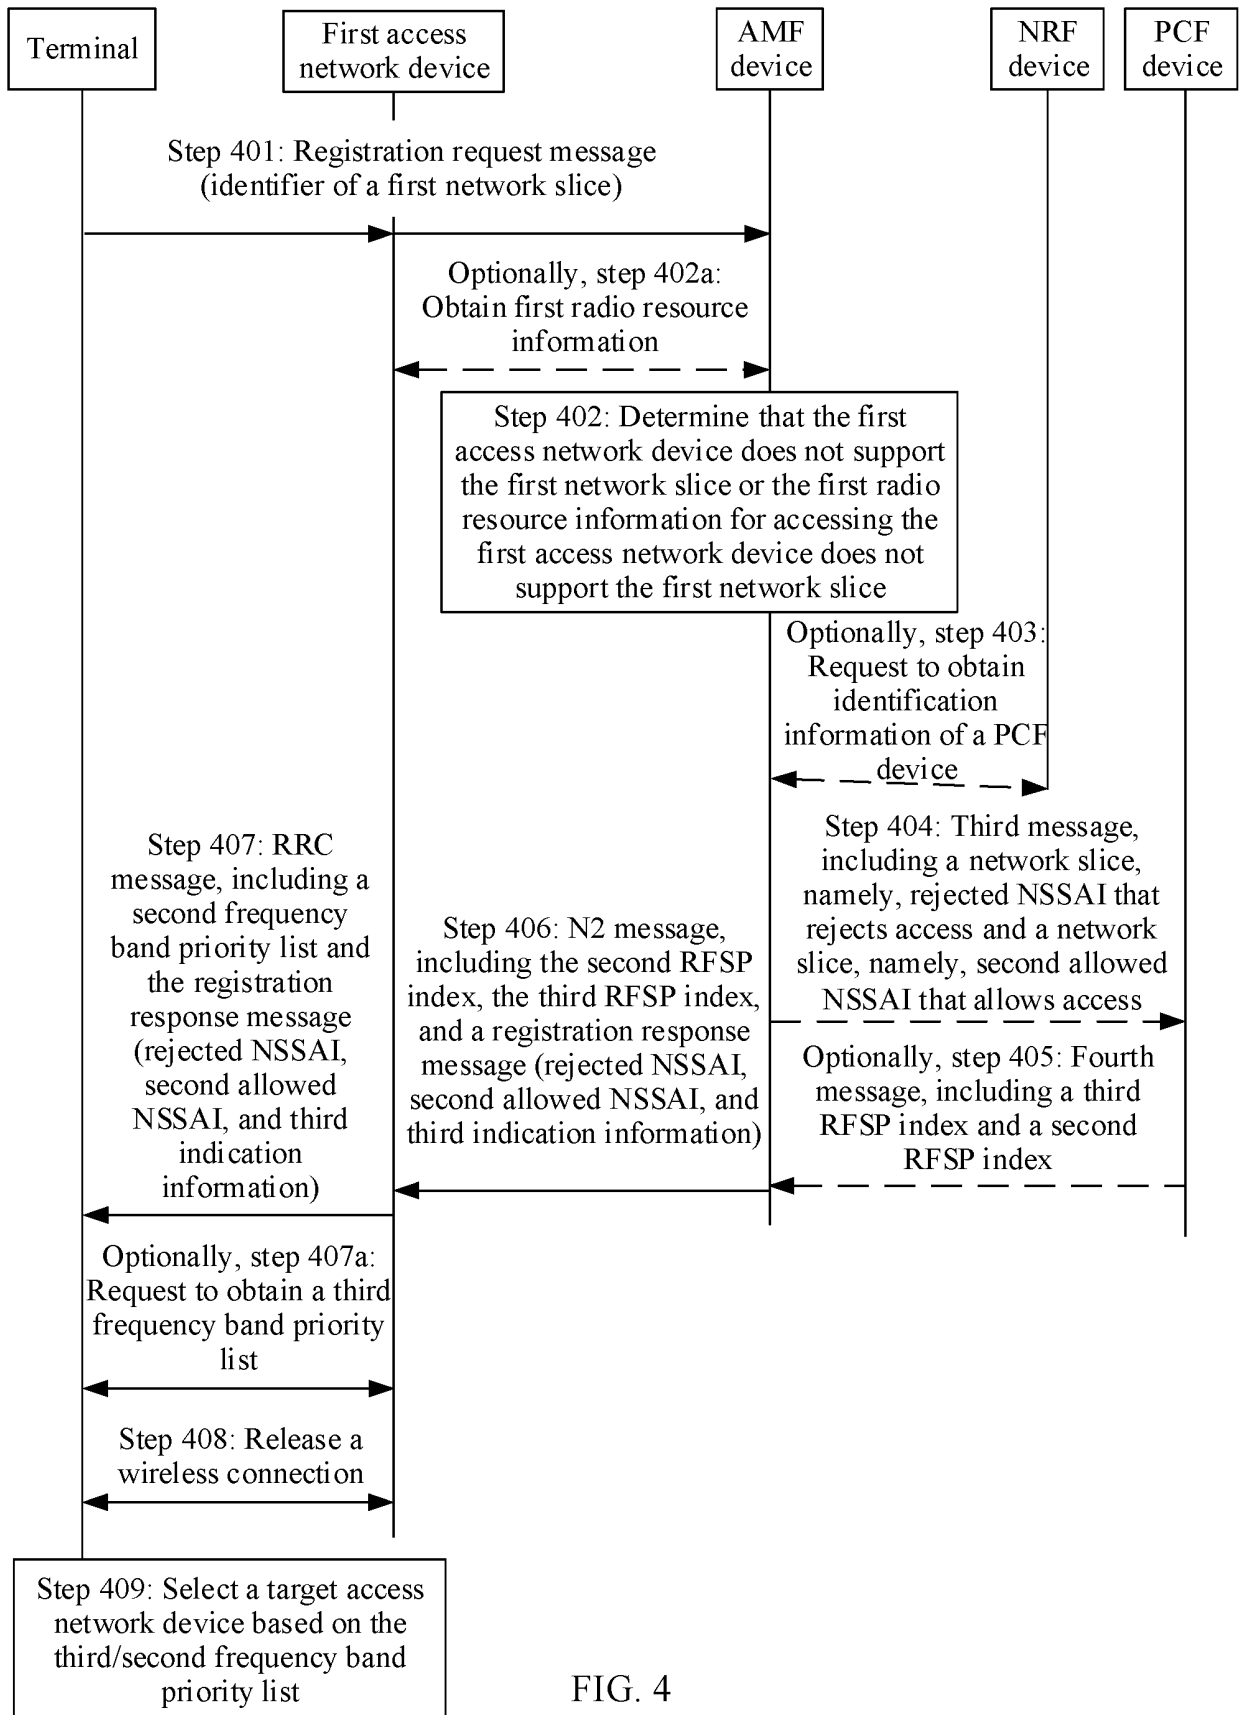 Terminal
First access
network device
AMF
device
NRF
device
PCF
device
Step 401: Registration request message
(identifier of a first network slice)
Optionally, step 402a:
Obtain first radio resource
information
Step 402: Determine that the first
access network device does not support
the first network slice or the first radio
resource information for accessing the
first access network device does not
support the first network slice
Optionally, step 403:
Request to obtain
identification
information of a PCF
device
Step 404: Third message,
including a network slice,
namely, rejected NSSAI that
rejects access and a network
slice, namely, second allowed
NSSAI that allows access
Optionally, step 405: Fourth
message, including a third
RFSP index and a second
RFSP index
Step 406: N2 message,
including the second RFSP
index, the third RFSP index,
and a registration response
message (rejected NSSAI,
second allowed NSSAI, and
third indication information)
Step 407: RRC
message, including a
second frequency
band priority list and
the registration
response message
(rejected NSSAI,
second allowed
NSSAI, and third
indication
information)
Optionally, step 407a:
Request to obtain a third
frequency band priority
list
Step 408: Release a
wireless connection
Step 409: Select a target access
network device based on the
third/second frequency band
priority list
FIG. 4